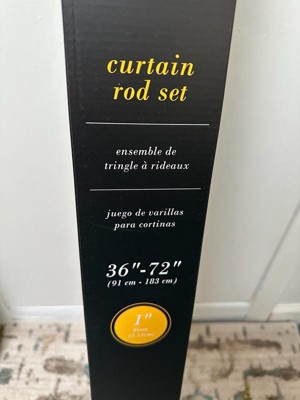 curtain
rod set
ensemble de
tringle à rideaux
juego de varillas
para cortinas
36"-72"
(91 cm - 183 cm)
1"